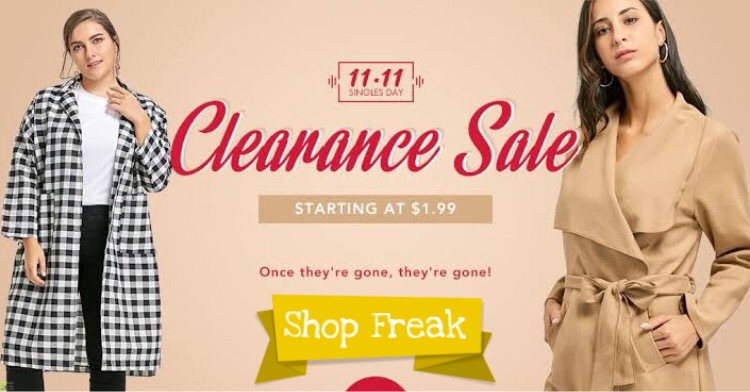 11·11
SINGLES DAY
Clearance Sale
STARTING AT $1.99
Once they're gone, they're gone!
Shop Freak